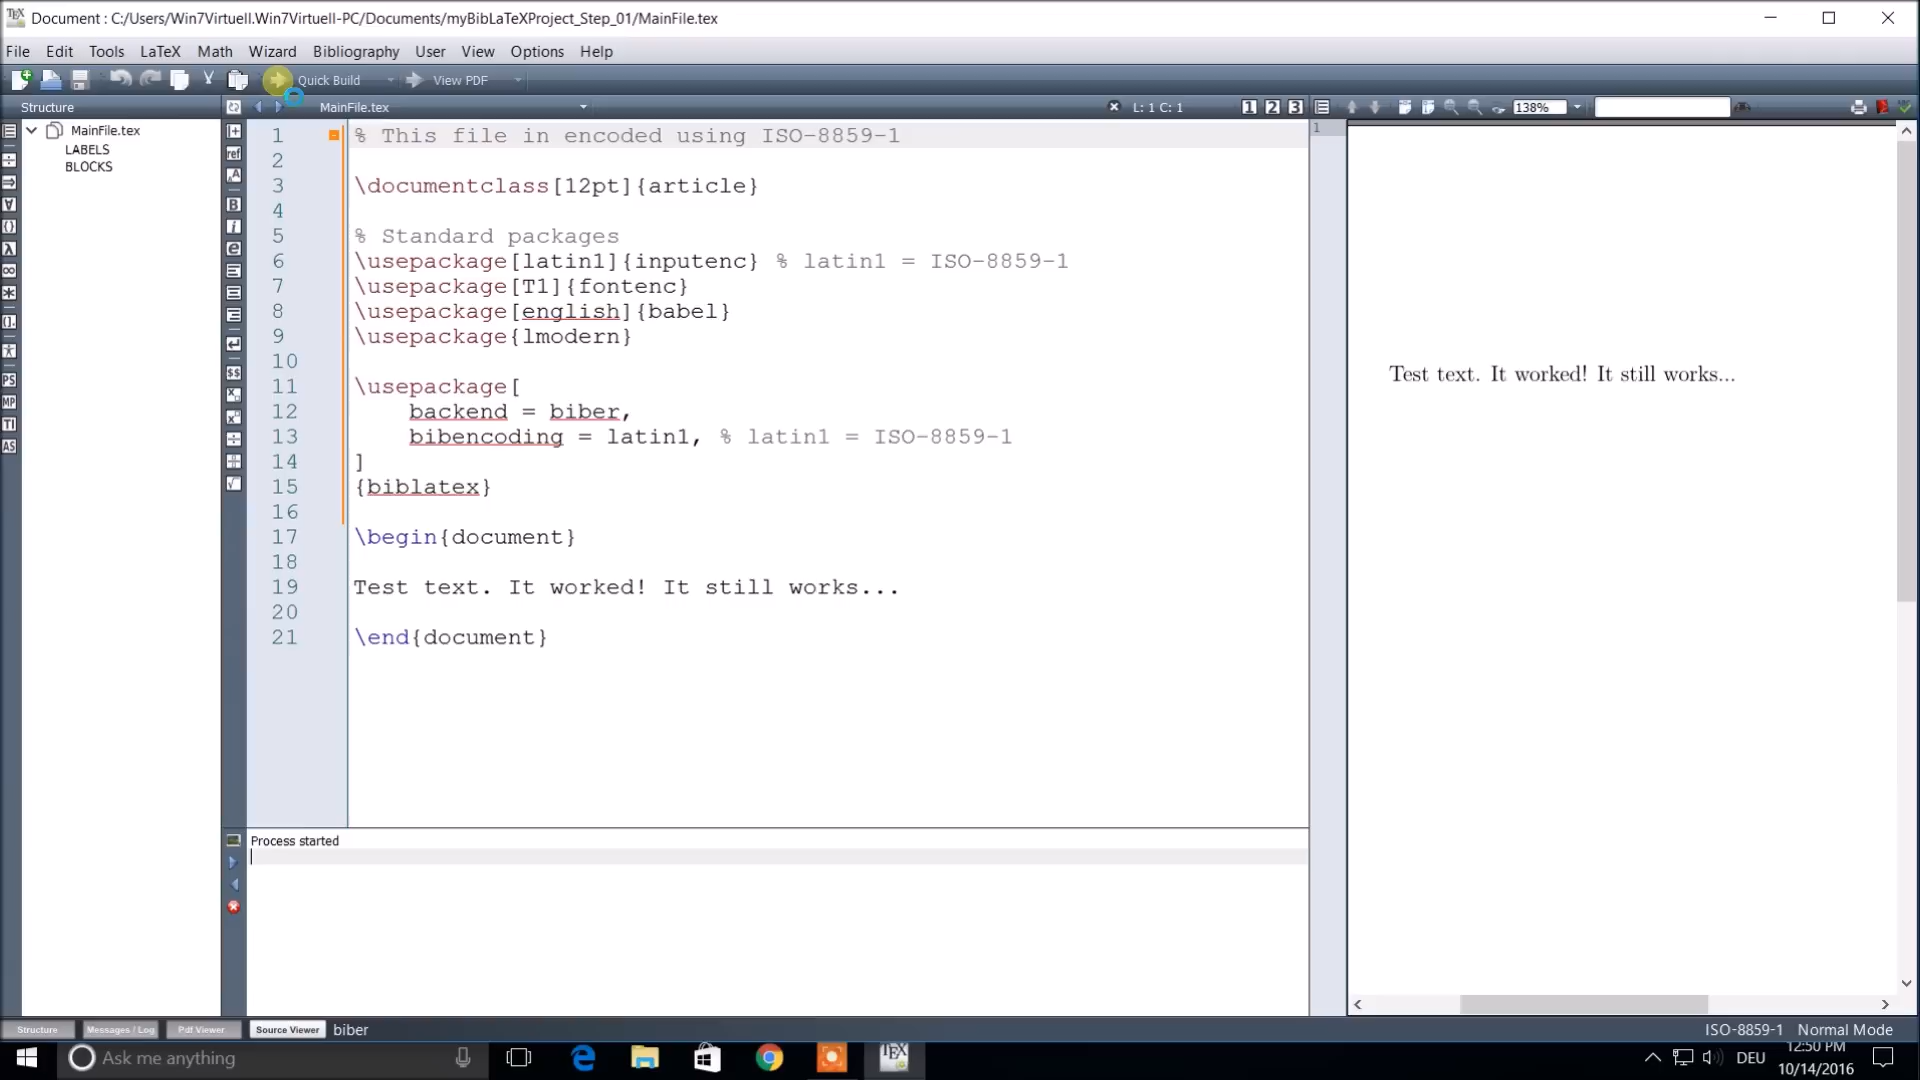 Document : C:/Users/Win7Virtuell.Win7Virtuell-PC/Documents/myBibLaTeXProject_Step_01/MainFile.tex
File Edit Tools LaTeX Math Wizard Bibliography User View Options Help
Quick Build View PDF
Structure MainFile.tex L: 1 C: 1 1 2 3 138%
MainFile.tex
LABELS
BLOCKS
1 % This file in encoded using ISO-8859-1
2
3 \documentclass[12pt]{article}
4
5 % Standard packages
6 \usepackage[latin1]{inputenc} % latin1 = ISO-8859-1
7 \usepackage[T1]{fontenc}
8 \usepackage[english]{babel}
9 \usepackage{lmodern}
10
11 \usepackage[
12 backend = biber,
13 bibencoding = latin1, % latin1 = ISO-8859-1
14 ]
15 {biblatex}
16
17 \begin{document}
18
19 Test text. It worked! It still works...
20
21 \end{document}
1
Test text. It worked! It still works...
Process started
Structure Messages / Log Pdf Viewer Source Viewer biber ISO-8859-1 Normal Mode
Ask me anything DEU 12:50 PM
10/14/2016